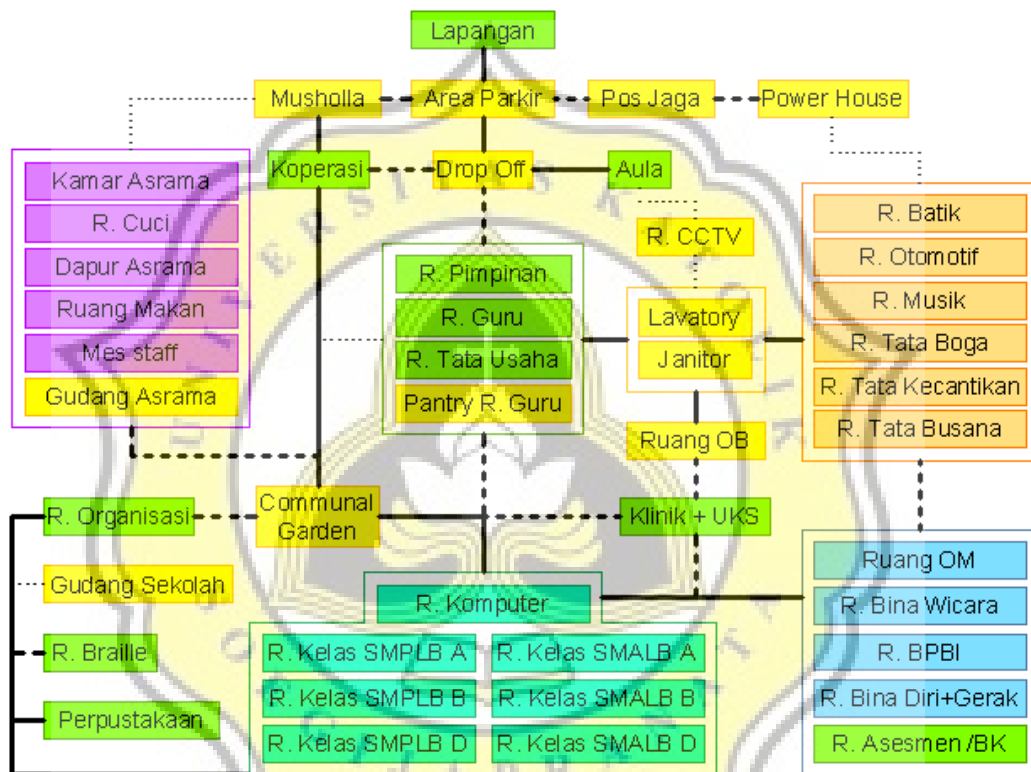 Lapangan
Musholla
Area Parkir
Pos Jaga
Power House
Koperasi
Drop Off
Aula
Kamar Asrama
R. Cuci
Dapur Asrama
Ruang Makan
Mes staff
Gudang Asrama
R. CCTV
R. Pimpinan
R. Guru
R. Tata Usaha
Pantry R. Guru
Lavatory
Janitor
Ruang OB
R. Batik
R. Otomotif
R. Musik
R. Tata Boga
R. Tata Kecantikan
R. Tata Busana
R. Organisasi
Communal
Garden
Klinik + UKS
Gudang Sekolah
R. Braille
Perpustakaan
R. Komputer
R. Kelas SMPLB A
R. Kelas SMALB A
R. Kelas SMPLB B
R. Kelas SMALB B
R. Kelas SMPLB D
R. Kelas SMALB D
Ruang OM
R. Bina Wicara
R. BPBI
R. Bina Diri+Gerak
R. Asesmen /BK